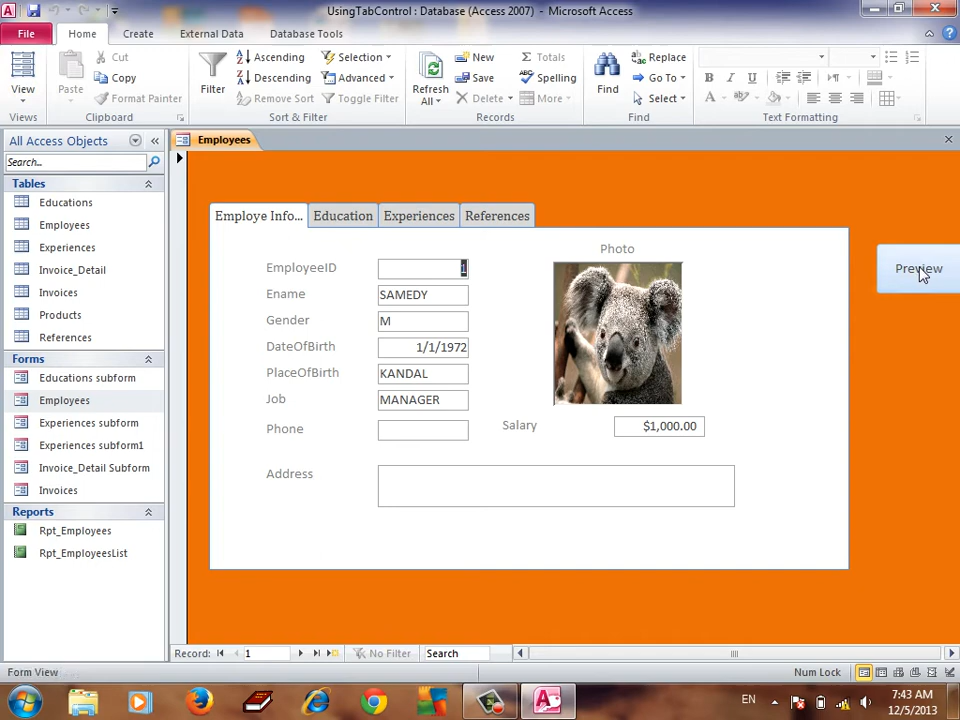 UsingTabControl : Database (Access 2007) - Microsoft Access
File Home Create External Data Database Tools
View
Views
Paste
Cut
Copy
Format Painter
Clipboard
Filter
Ascending
Descending
Remove Sort
Selection
Advanced
Toggle Filter
Sort & Filter
Refresh
All
New
Save
Delete
Totals
Spelling
More
Records
Find
Replace
Go To
Select
Find
B I U
A
Text Formatting
All Access Objects
Search...
Tables
Educations
Employees
Experiences
Invoice_Detail
Invoices
Products
References
Forms
Educations subform
Employees
Experiences subform
Experiences subform1
Invoice_Detail Subform
Invoices
Reports
Rpt_Employees
Rpt_EmployeesList
Employees
Employe Info... Education Experiences References
EmployeeID 1
Ename SAMEDY
Gender M
DateOfBirth 1/1/1972
PlaceOfBirth KANDAL
Job MANAGER
Phone
Address
Photo
Salary $1,000.00
Preview
Record: 1 No Filter Search
Form View Num Lock
EN
7:43 AM
12/5/2013